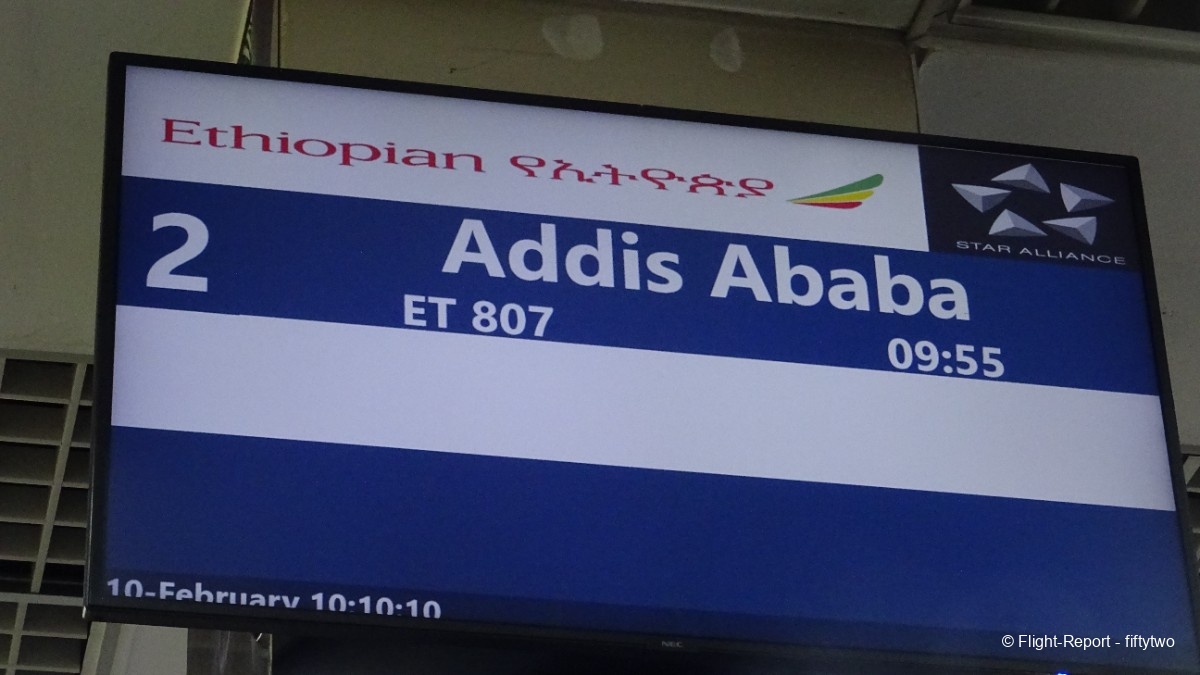 Ethiopian የኢትዮጵያ
STAR ALLIANCE
2 Addis Ababa
ET 807
09:55
10-February 10:10:10
NEC
© Flight-Report - fiftytwo